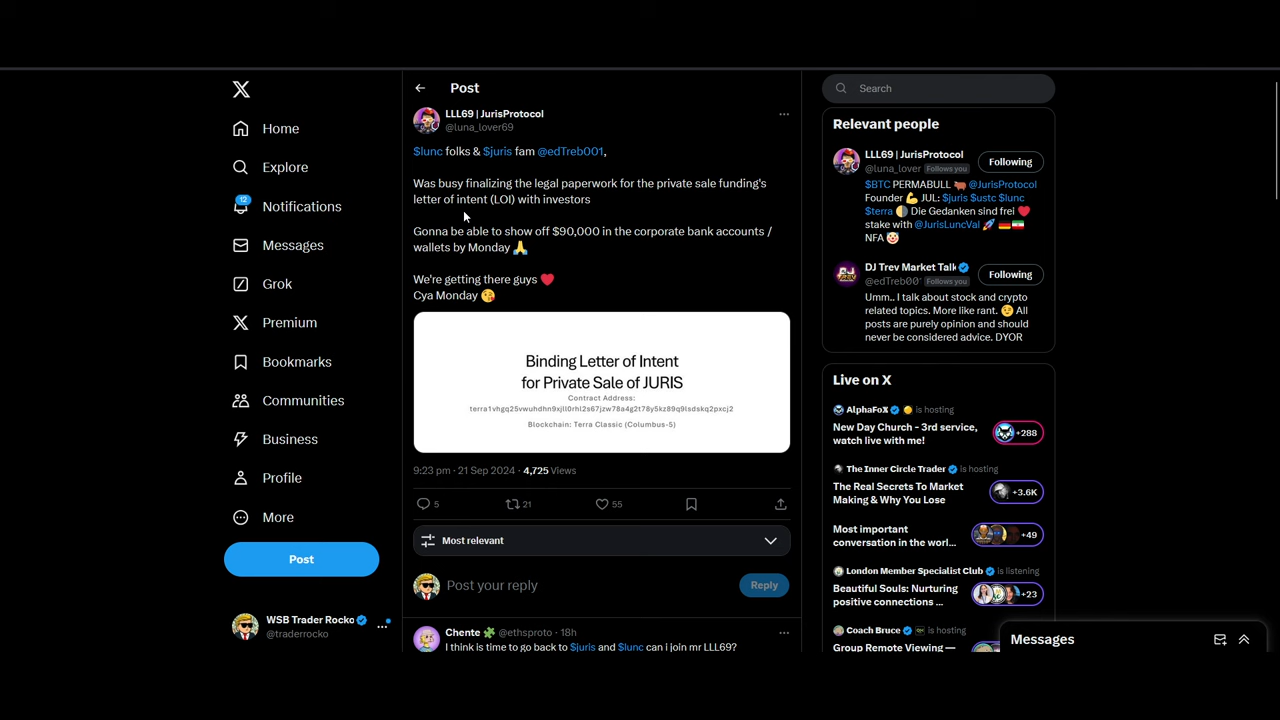 Home
Explore
12
Notifications
Messages
Grok
Premium
Bookmarks
Communities
Business
Profile
More
Post
WSB Trader Rocko
@traderrocko
Post
LLL69 | JurisProtocol
@luna_lover69
$lunc folks & $juris fam @edTreb001,
Was busy finalizing the legal paperwork for the private sale funding's
letter of intent (LOI) with investors
Gonna be able to show off $90,000 in the corporate bank accounts /
wallets by Monday 🙏
We're getting there guys ❤️
Cya Monday 😘
Binding Letter of Intent
for Private Sale of JURIS
Contract Address:
terra1vhgq25vwuhdhn9xjll0rhl2s67jzw78a4g2t78y5kz89q9lsdskq2pxcj2
Blockchain: Terra Classic (Columbus-5)
9:23 pm · 21 Sep 2024 · 4,725 Views
5
21
55
Most relevant
Post your reply
Reply
Chente 🧩 @ethsproto · 18h
I think is time to go back to $juris and $lunc can i join mr LLL69?
Search
Relevant people
LLL69 | JurisProtocol
@luna_lover Follows you
Following
$BTC PERMABULL 🐂 @JurisProtocol
Founder 💪 JUL: $juris $ustc $lunc
$terra 🌗 Die Gedanken sind frei ❤️
stake with @JurisLuncVal 🚀 🇩🇪🇮🇷
NFA 🤡
DJ Trev Market Talk
@edTreb00 Follows you
Following
Umm.. I talk about stock and crypto
related topics. More like rant. 😉 All
posts are purely opinion and should
never be considered advice. DYOR
Live on X
AlphaFoX is hosting
New Day Church - 3rd service,
watch live with me!
+288
The Inner Circle Trader is hosting
The Real Secrets To Market
Making & Why You Lose
+3.6K
Most important
conversation in the worl...
+49
London Member Specialist Club is listening
Beautiful Souls: Nurturing
positive connections ...
+23
Coach Bruce is hosting
Group Remote Viewing —
Messages